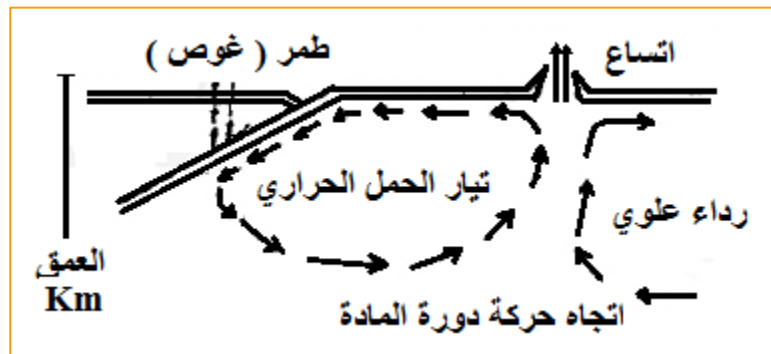 طمر ( غوص )
اتساع
تيار الحمل الحراري
رداء علوي
العمق
Km
اتجاه حركة دورة المادة